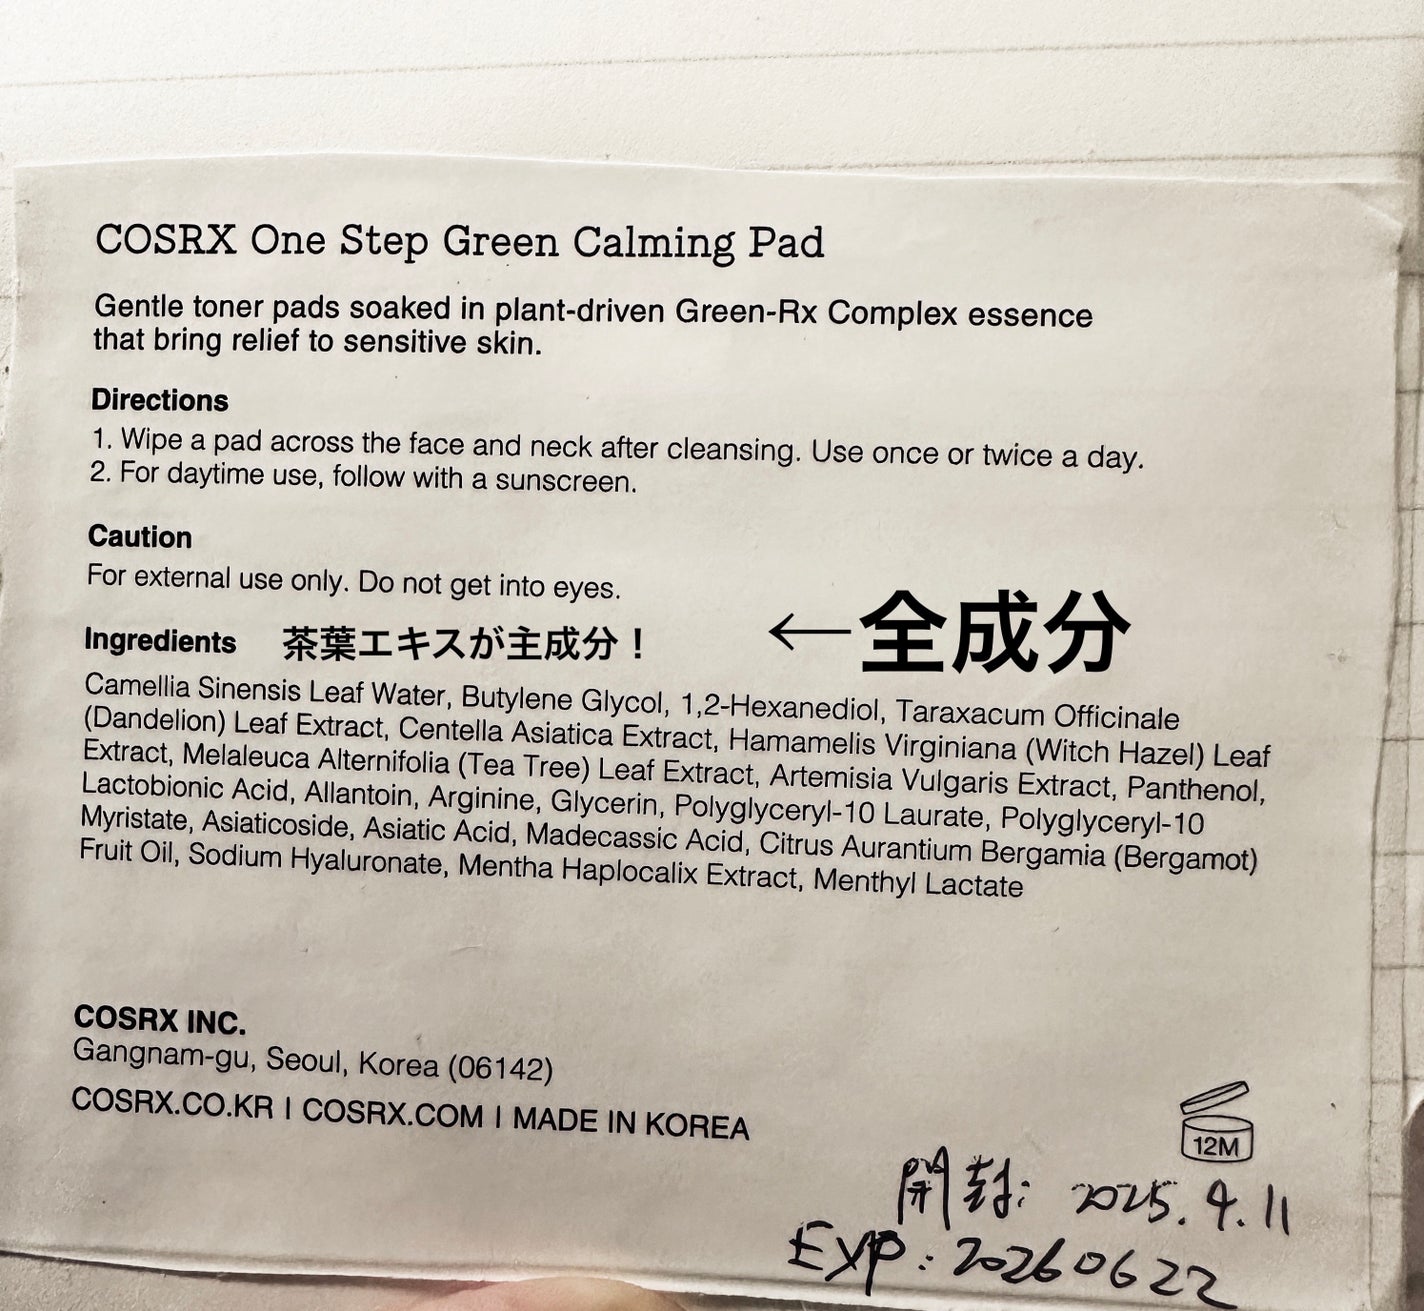 COSRX One Step Green Calming Pad
Gentle toner pads soaked in plant-driven Green-Rx Complex essence
that bring relief to sensitive skin.
Directions
1. Wipe a pad across the face and neck after cleansing. Use once or twice a day.
2. For daytime use, follow with a sunscreen.
Caution
For external use only. Do not get into eyes.
←全成分
Ingredients 茶葉エキスが主成分！
Camellia Sinensis Leaf Water, Butylene Glycol, 1,2-Hexanediol, Taraxacum Officinale
(Dandelion) Leaf Extract, Centella Asiatica Extract, Hamamelis Virginiana (Witch Hazel) Leaf
Extract, Melaleuca Alternifolia (Tea Tree) Leaf Extract, Artemisia Vulgaris Extract, Panthenol,
Lactobionic Acid, Allantoin, Arginine, Glycerin, Polyglyceryl-10 Laurate, Polyglyceryl-10
Myristate, Asiaticoside, Asiatic Acid, Madecassic Acid, Citrus Aurantium Bergamia (Bergamot)
Fruit Oil, Sodium Hyaluronate, Mentha Haplocalix Extract, Menthyl Lactate
COSRX INC.
Gangnam-gu, Seoul, Korea (06142)
COSRX.CO.KR I COSRX.COM I MADE IN KOREA
12M
開封: 2025.4.11
EXP: 20260622